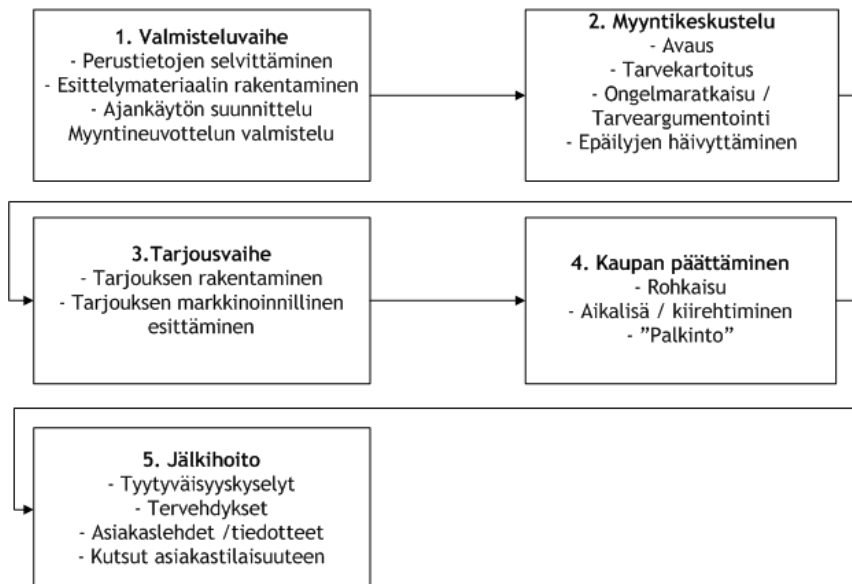 1. Valmisteluvaihe
- Perustietojen selvittäminen
- Esittelymateriaalin rakentaminen
- Ajankäytön suunnittelu
Myyntineuvottelun valmistelu
2. Myyntikeskustelu
- Avaus
- Tarvekartoitus
- Ongelmaratkaisu /
Tarveargumentointi
- Epäilyjen häivyttäminen
3.Tarjousvaihe
- Tarjouksen rakentaminen
- Tarjouksen markkinoinnillinen
esittäminen
4. Kaupan päättäminen
- Rohkaisu
- Aikalisä / kiirehtiminen
- ”Palkinto”
5. Jälkihoito
- Tyytyväisyyskyselyt
- Tervehdykset
- Asiakaslehdet /tiedotteet
- Kutsut asiakastilaisuuteen